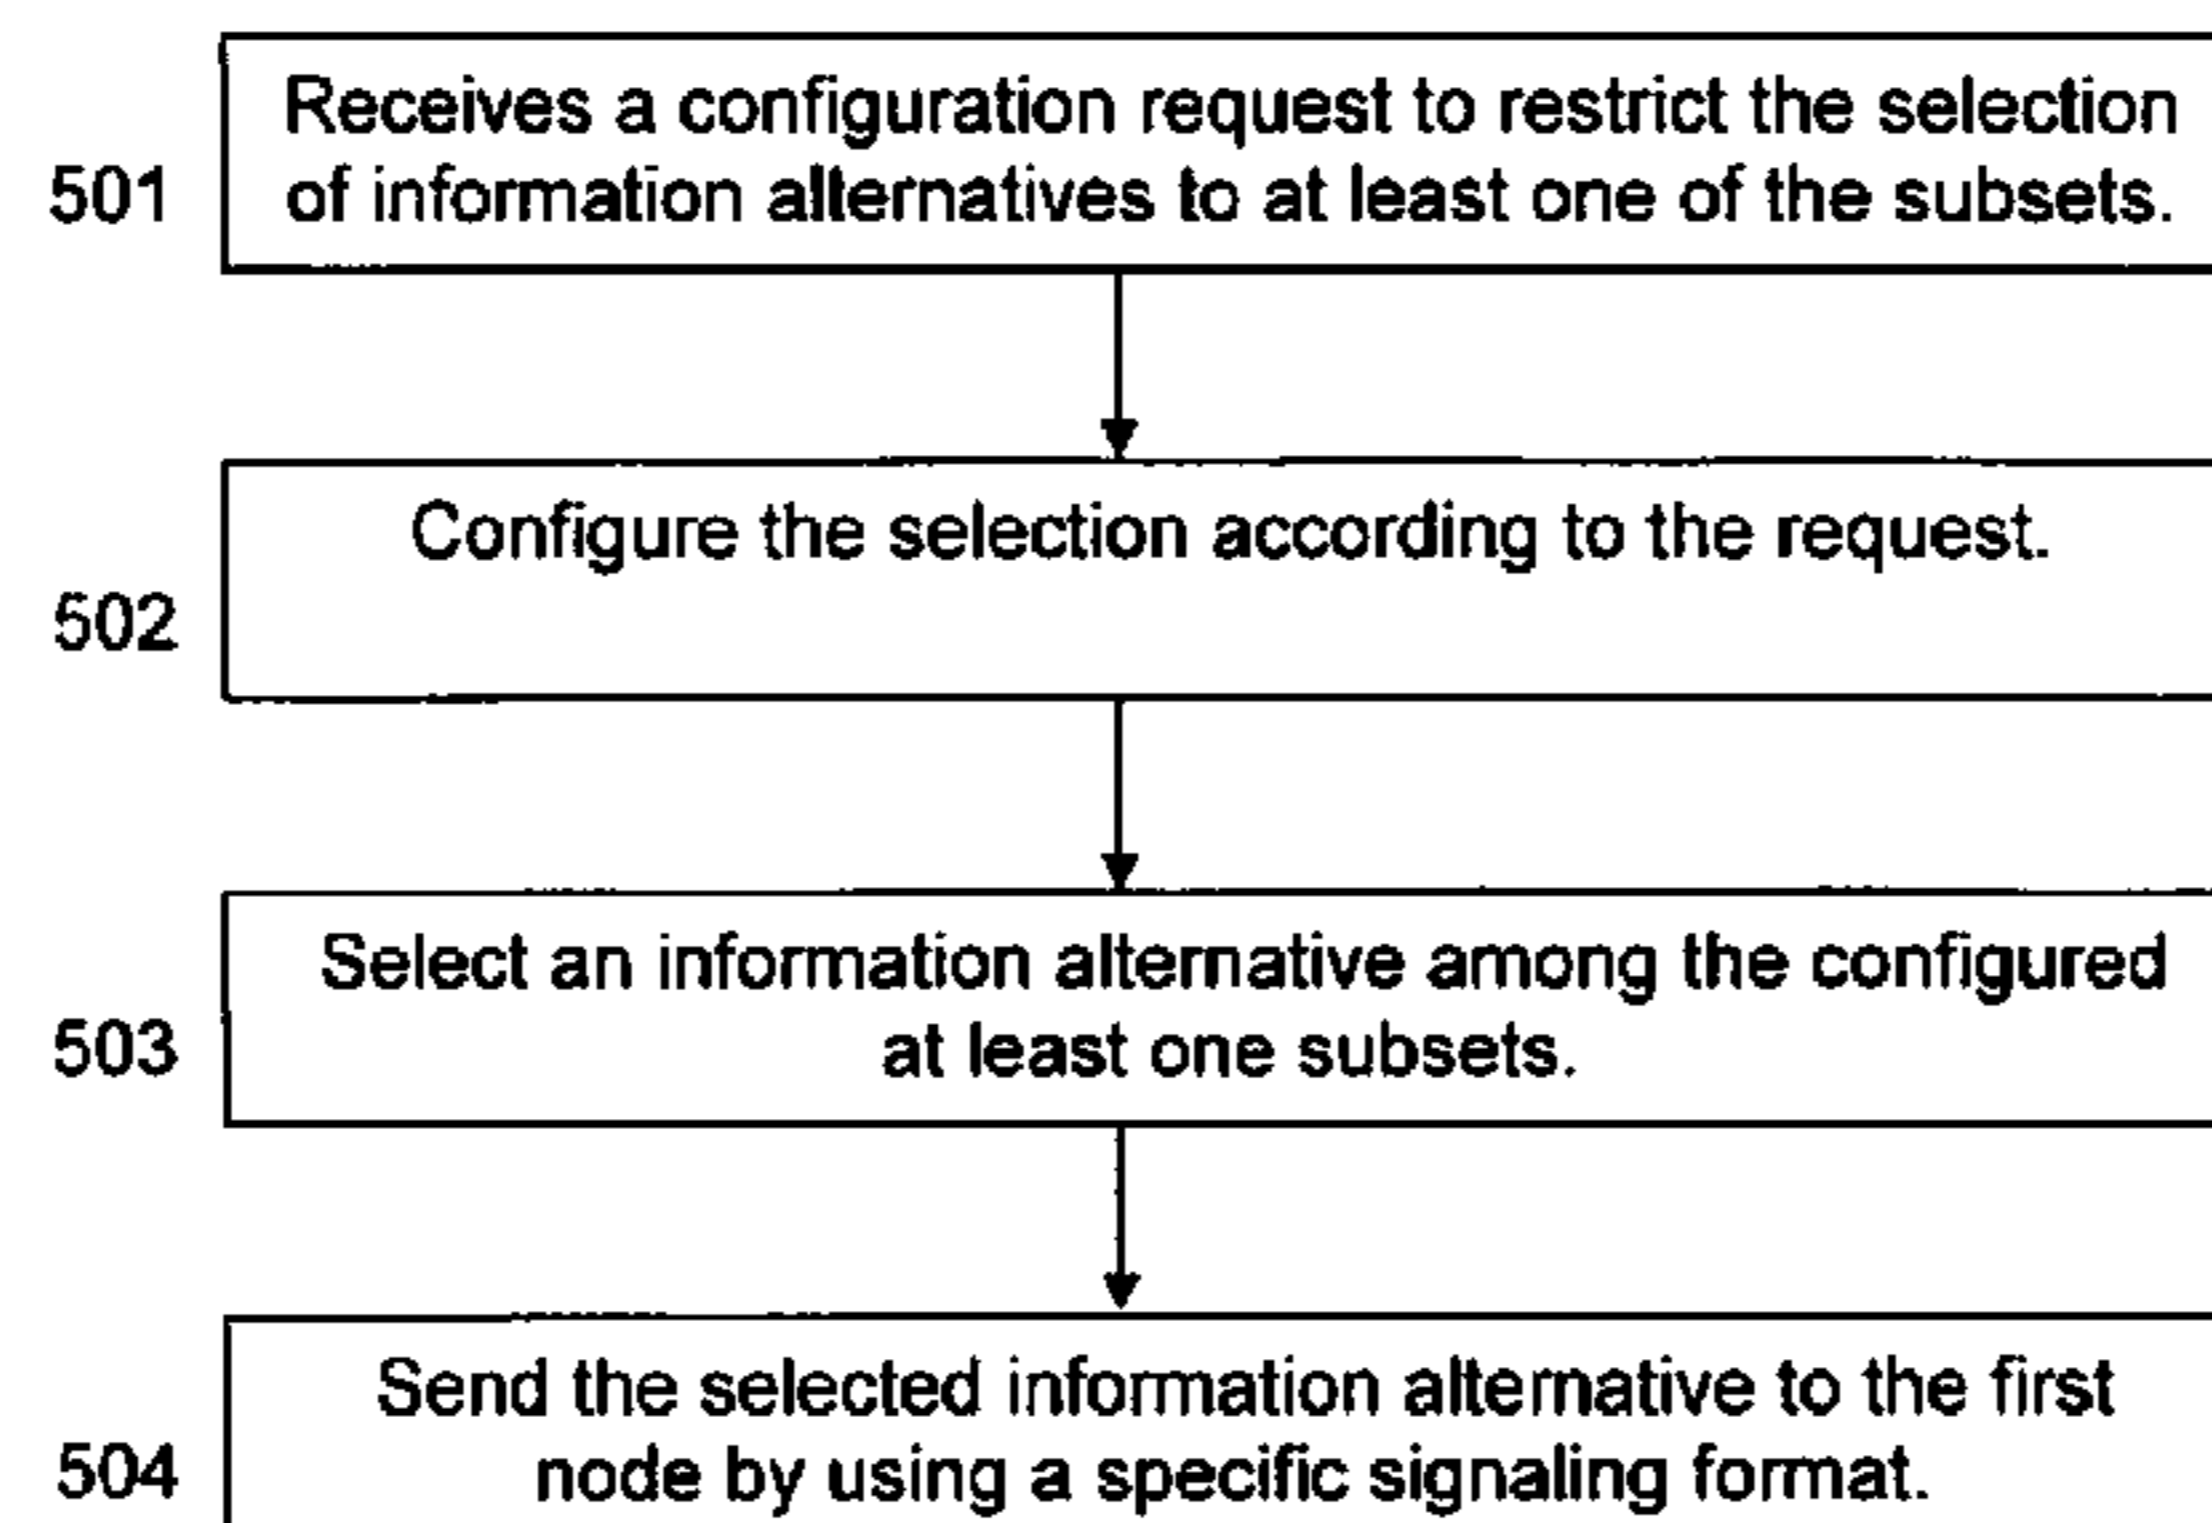 Receives a configuration request to restrict the selection
501 of information alternatives to at least one of the subsets.
Configure the selection according to the request.
502
Select an information alternative among the configured
503 at least one subsets.
Send the selected information alternative to the first
504 node by using a specific signaling format.